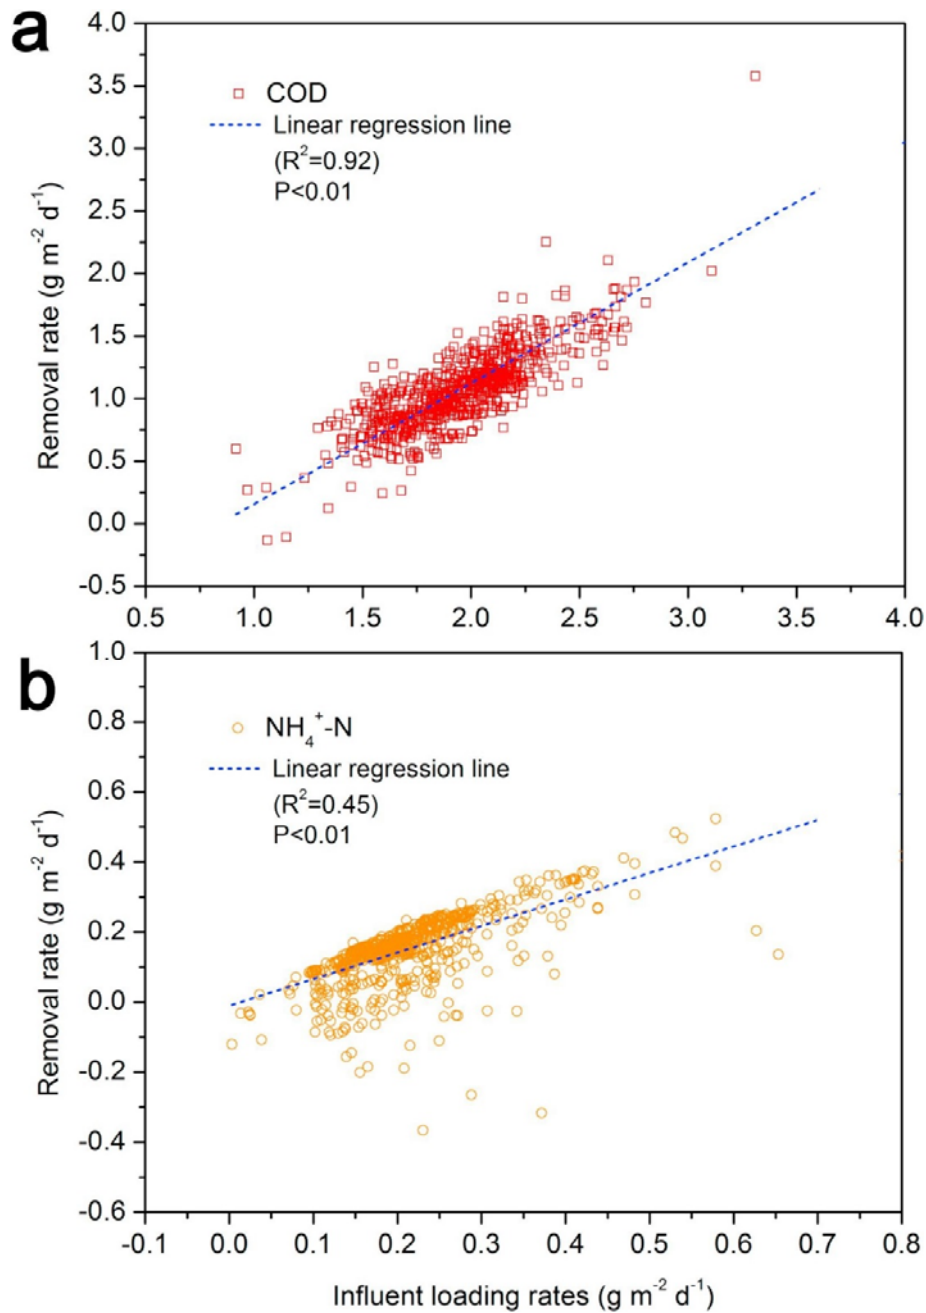 a
4.0
3.5
3.0
2.5
2.0
1.5
1.0
0.5
0.0
-0.5
Removal rate (g m⁻² d⁻¹)
COD
Linear regression line
(R²=0.92)
P<0.01
0.5 1.0 1.5 2.0 2.5 3.0 3.5 4.0
b
1.0
0.8
0.6
0.4
0.2
0.0
-0.2
-0.4
-0.6
Removal rate (g m⁻² d⁻¹)
NH₄⁺-N
Linear regression line
(R²=0.45)
P<0.01
-0.1 0.0 0.1 0.2 0.3 0.4 0.5 0.6 0.7 0.8
Influent loading rates (g m⁻² d⁻¹)